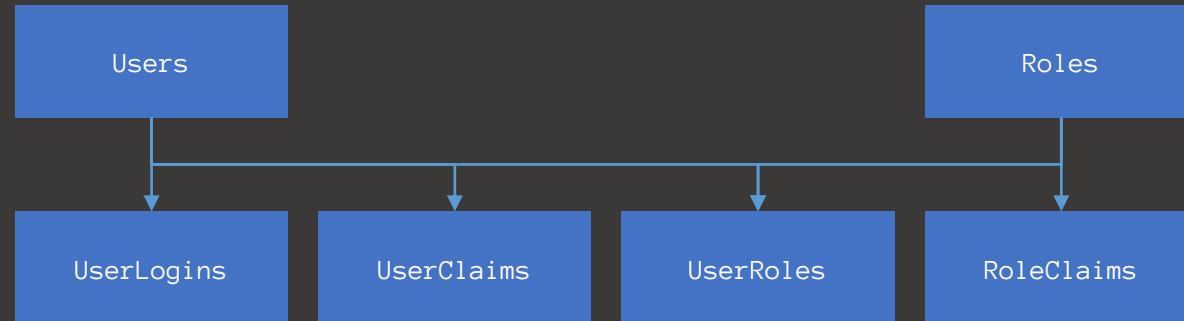 Users
Roles
UserLogins
UserClaims
UserRoles
RoleClaims